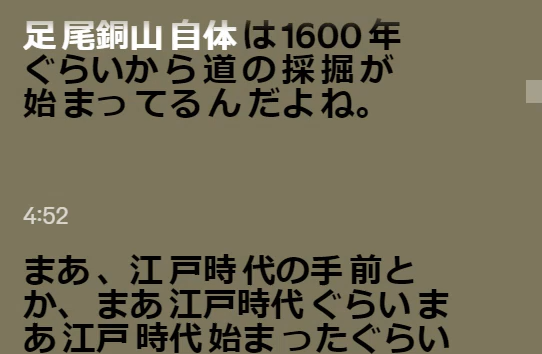 足尾銅山自体は1600年
ぐらいから道の採掘が
始まってるんだよね。
4:52
まあ、江戸時代の手前と
か、まあ江戸時代ぐらいま
あ江戸時代始まったぐらい